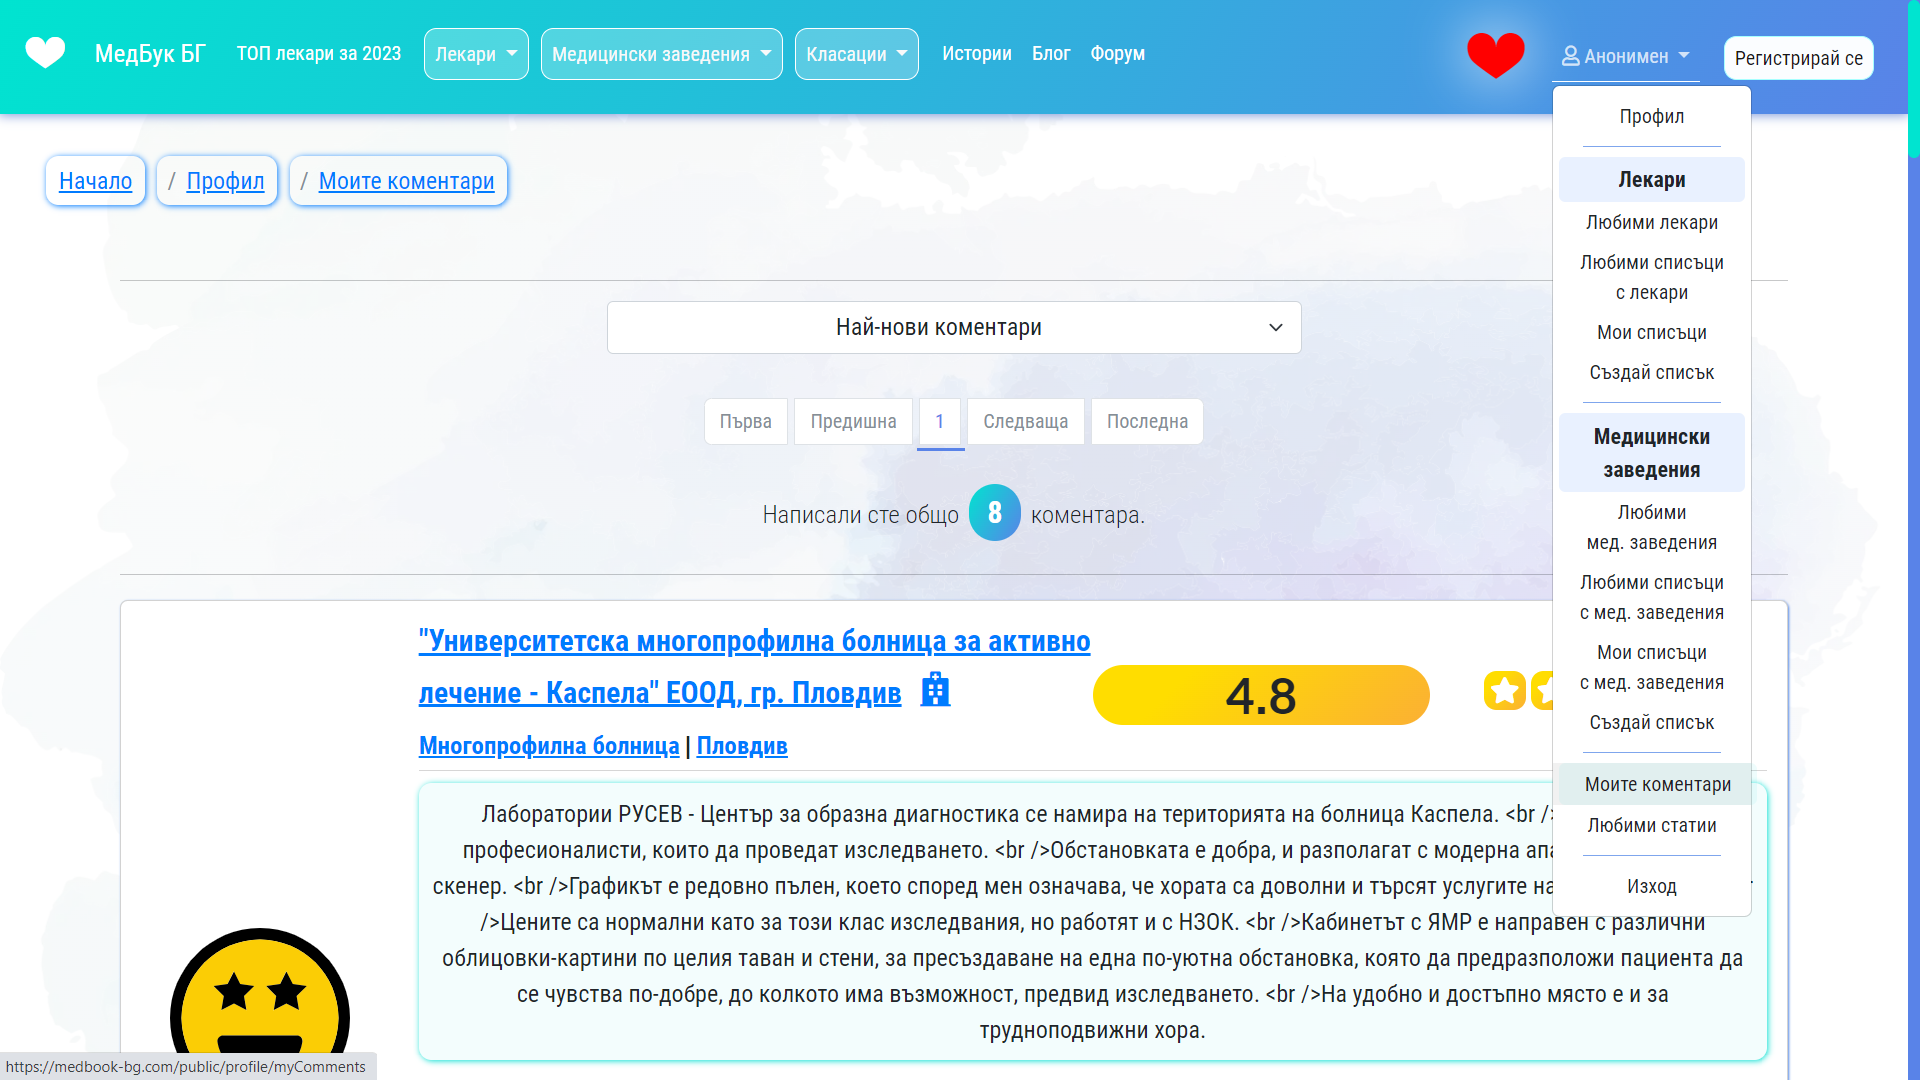 МедБук БГ
ТОП лекари за 2023
Лекари
Медицински заведения
Класации
Истории
Блог
Форум
Анонимен
Регистрирай се
Начало
/ Профил
/ Моите коментари
Най-нови коментари
Първа
Предишна
1
Следваща
Последна
Написали сте общо 8 коментара.
"Университетска многопрофилна болница за активно
лечение - Каспела" ЕООД, гр. Пловдив
4.8
Многопрофилна болница | Пловдив
Лаборатории РУСЕВ - Център за образна диагностика се намира на територията на болница Каспела. <br />
професионалисти, които да проведат изследването. <br />Обстановката е добра, и разполагат с модерна
скенер. <br />Графикът е редовно пълен, което според мен означава, че хората са доволни и търсят услугите
/>Цените са нормални като за този клас изследвания, но работят и с НЗОК. <br />Кабинетът с ЯМР е направен с различни
облицовки-картини по целия таван и стени, за пресъздаване на една по-уютна обстановка, която да предразположи пациента да
се чувства по-добре, до колкото има възможност, предвид изследването. <br />На удобно и достъпно място е и за
трудноподвижни хора.
Профил
Лекари
Любими лекари
Любими списъци
с лекари
Мои списъци
Създай списък
Медицински
заведения
Любими
мед. заведения
Любими списъци
с мед. заведения
Мои списъци
с мед. заведения
Създай списък
Моите коментари
Любими статии
Изход
https://medbook-bg.com/public/profile/myComments